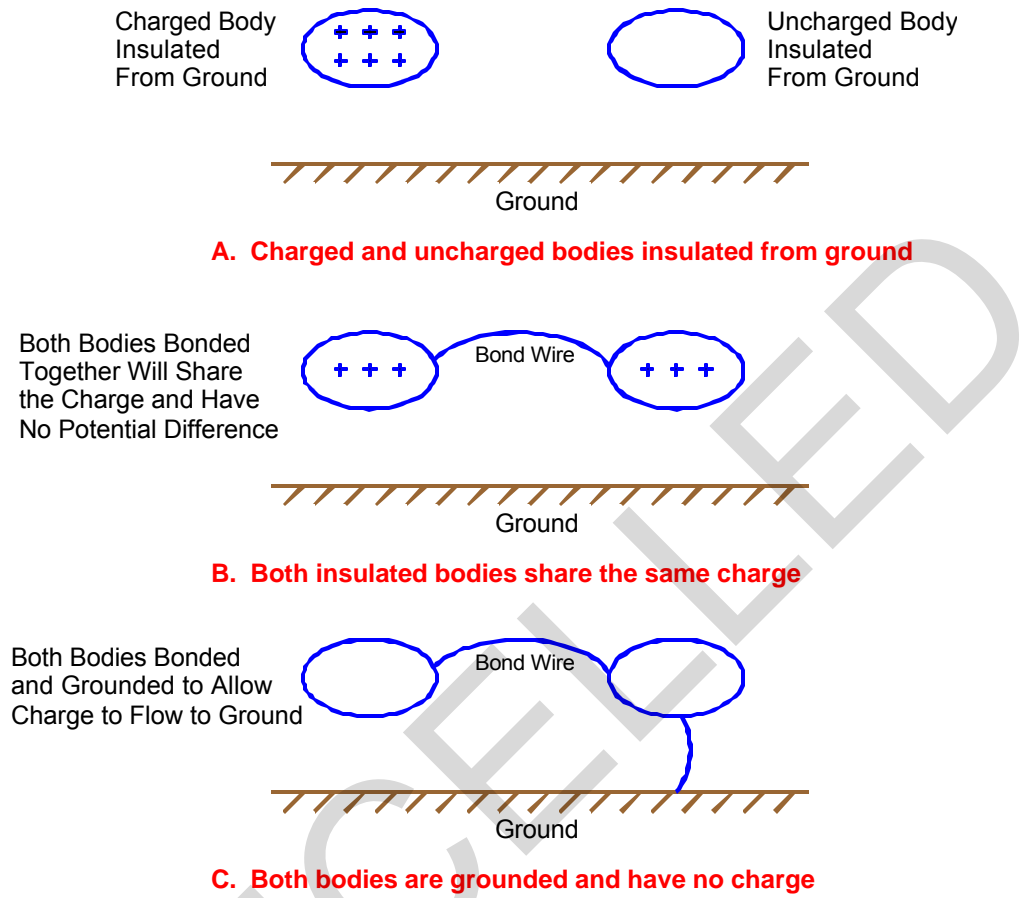 Charged Body
Insulated
From Ground
+ + +
+ + +
Uncharged Body
Insulated
From Ground
Ground
A. Charged and uncharged bodies insulated from ground
Both Bodies Bonded
Together Will Share
the Charge and Have
No Potential Difference
+ + +
Bond Wire
+ + +
Ground
B. Both insulated bodies share the same charge
Both Bodies Bonded
and Grounded to Allow
Charge to Flow to Ground
Bond Wire
Ground
C. Both bodies are grounded and have no charge
CELLED